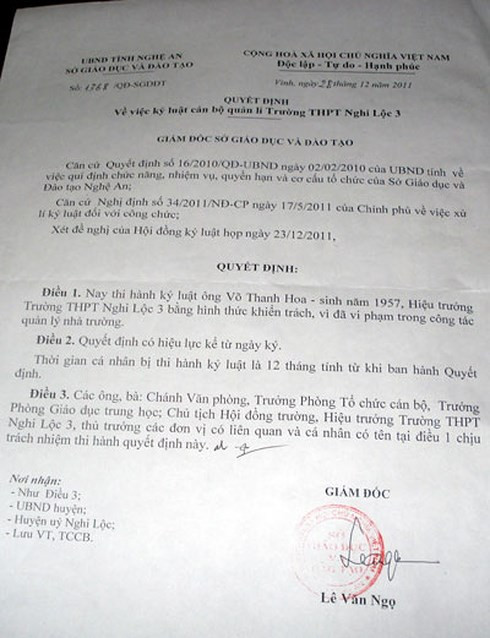 UBND TỈNH NGHỆ AN
SỞ GIÁO DỤC VÀ ĐÀO TẠO
CỘNG HOÀ XÃ HỘI CHỦ NGHĨA VIỆT NAM
Độc lập - Tự do - Hạnh phúc
Số: 1768 /QĐ-SGDĐT
Vinh, ngày 28 tháng 12 năm 2011
QUYẾT ĐỊNH
Về việc kỷ luật cán bộ quản lí Trường THPT Nghi Lộc 3
GIÁM ĐỐC SỞ GIÁO DỤC VÀ ĐÀO TẠO
Căn cứ Quyết định số 16/2010/QĐ-UBND ngày 02/02/2010 của UBND tỉnh về
việc qui định chức năng, nhiệm vụ, quyền hạn và cơ cấu tổ chức của Sở Giáo dục và
Đào tạo Nghệ An;
Căn cứ Nghị định số 34/2011/NĐ-CP ngày 17/5/2011 của Chính phủ về việc xử
lí kỷ luật đối với công chức;
Xét đề nghị của Hội đồng kỷ luật họp ngày 23/12/2011,
QUYẾT ĐỊNH:
Điều 1. Nay thi hành kỷ luật ông Võ Thanh Hoa - sinh năm 1957, Hiệu trưởng
Trường THPT Nghi Lộc 3 bằng hình thức khiển trách, vì đã vi phạm trong công tác
quản lý nhà trường.
Điều 2. Quyết định có hiệu lực kể từ ngày ký.
Thời gian cá nhân bị thi hành kỷ luật là 12 tháng tính từ khi ban hành Quyết
định.
Điều 3. Các ông, bà: Chánh Văn phòng, Trưởng Phòng Tổ chức cán bộ, Trưởng
Phòng Giáo dục trung học; Chủ tịch Hội đồng trường, Hiệu trưởng Trường THPT
Nghi Lộc 3, thủ trưởng các đơn vị có liên quan và cá nhân có tên tại điều 1 chịu
trách nhiệm thi hành quyết định này.
Nơi nhận:
- Như Điều 3;
- UBND huyện;
- Huyện uỷ Nghi Lộc;
- Lưu VT, TCCB.
GIÁM ĐỐC
SỞ
GIÁO DỤC
VÀ
ĐÀO TẠO
Lê Văn Ngọ